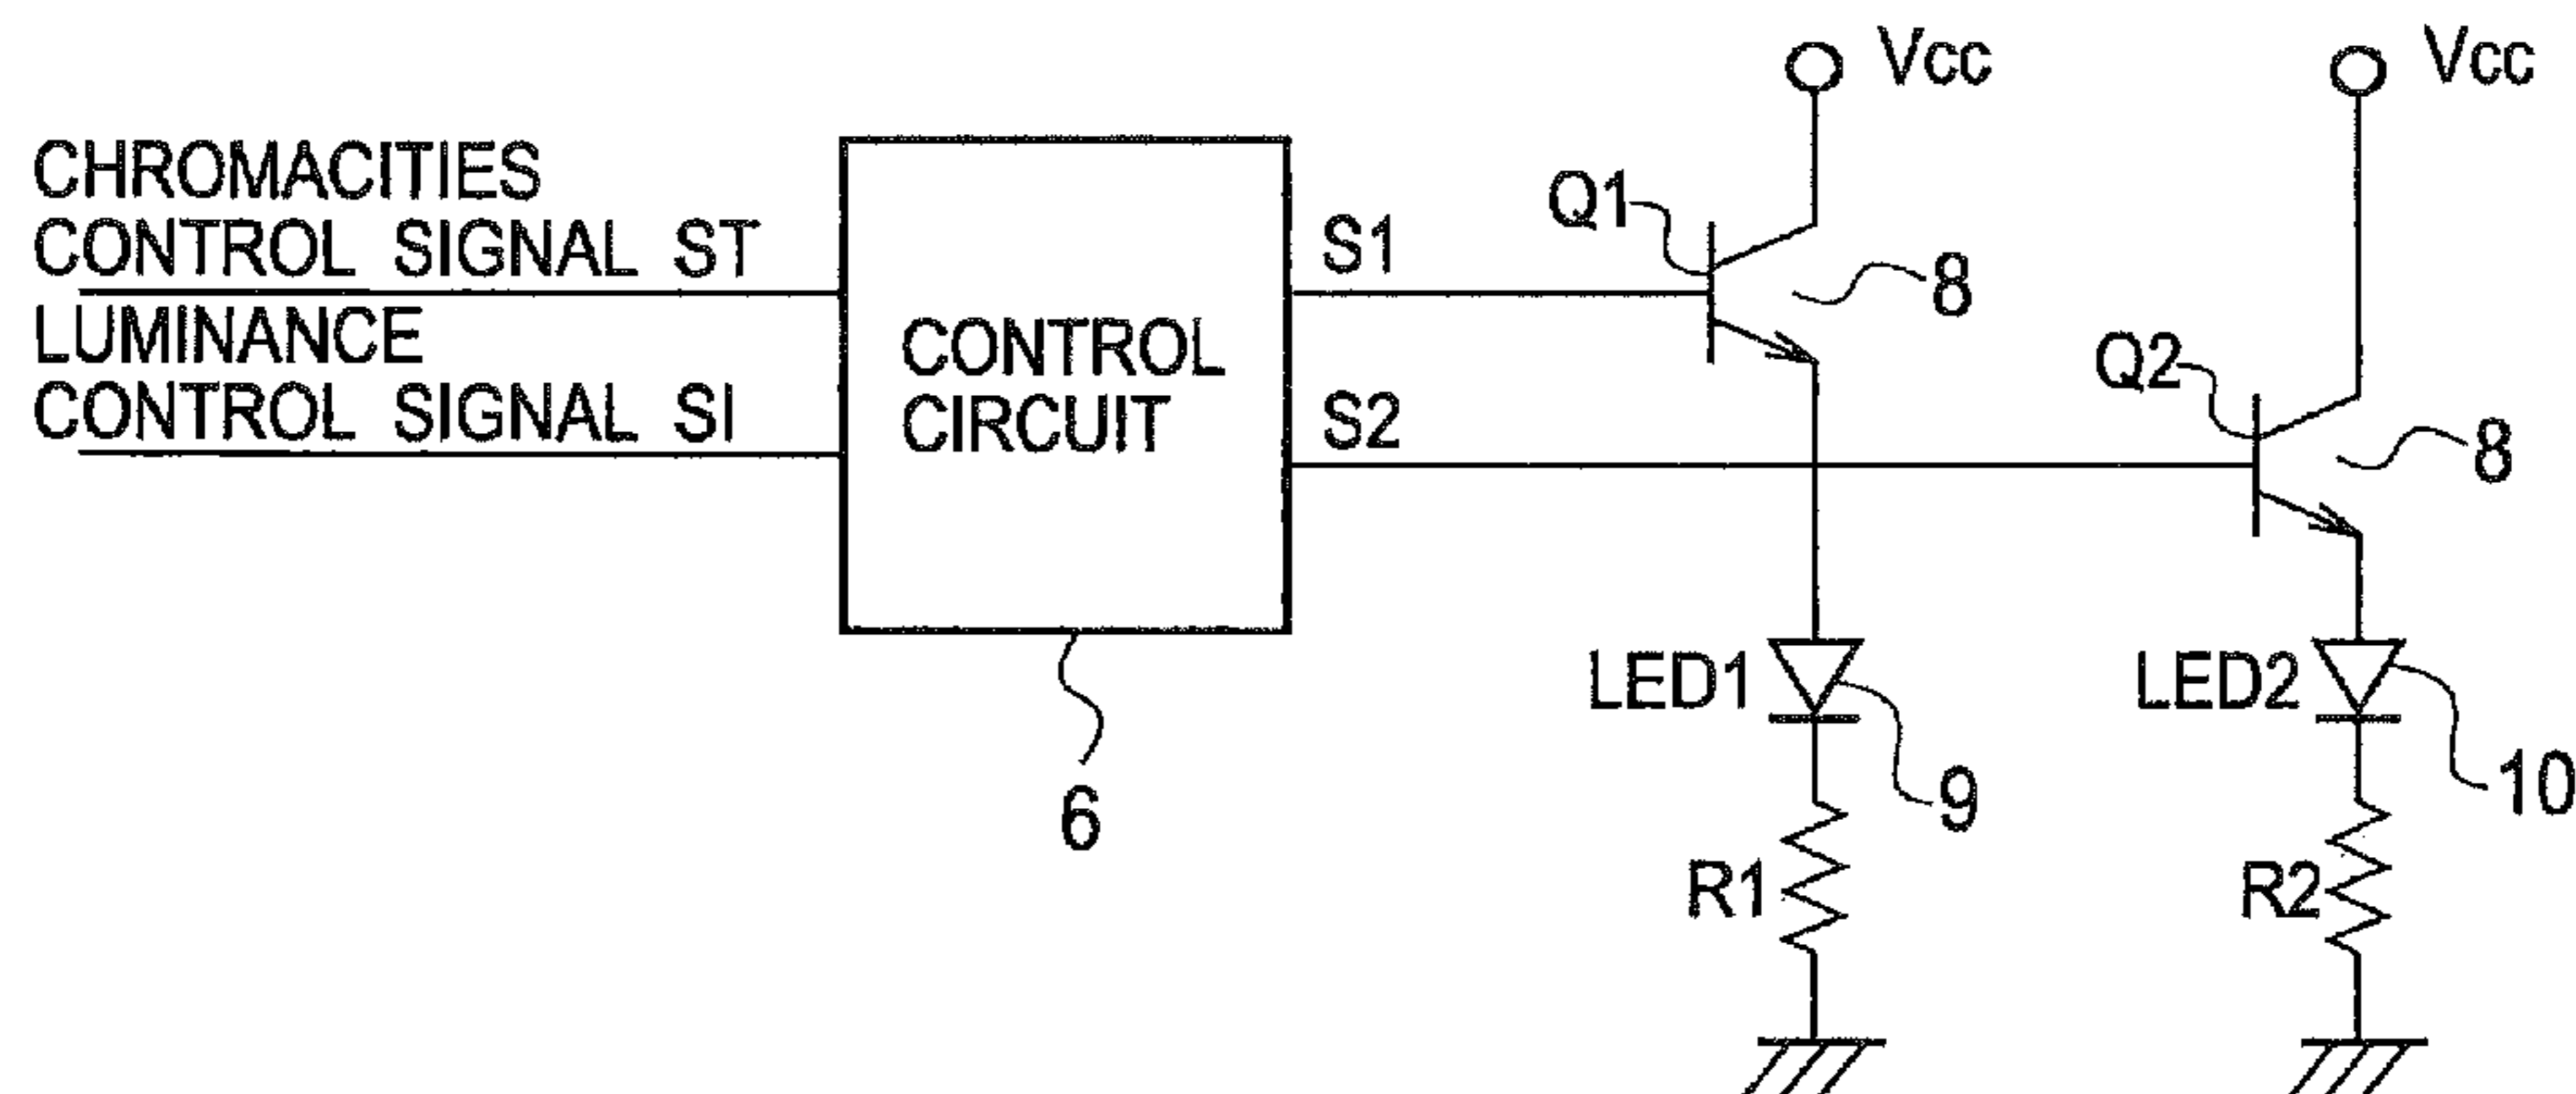 Vcc
Vcc
CHROMACITIES
CONTROL SIGNAL ST
LUMINANCE
CONTROL SIGNAL SI
CONTROL
CIRCUIT
6
S1
S2
Q1
8
Q2
8
LED1
9
LED2
10
R1
R2